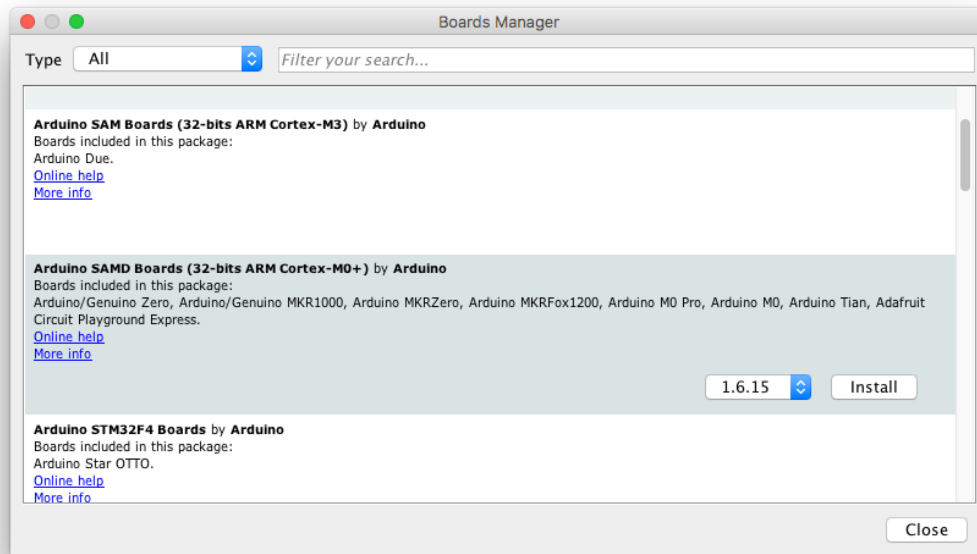 Boards Manager
Type All Filter your search...
Arduino SAM Boards (32-bits ARM Cortex-M3) by Arduino
Boards included in this package:
Arduino Due.
Online help
More info
Arduino SAMD Boards (32-bits ARM Cortex-M0+) by Arduino
Boards included in this package:
Arduino/Genuino Zero, Arduino/Genuino MKR1000, Arduino MKRZero, Arduino MKRFox1200, Arduino M0 Pro, Arduino M0, Arduino Tian, Adafruit
Circuit Playground Express.
Online help
More info
1.6.15 Install
Arduino STM32F4 Boards by Arduino
Boards included in this package:
Arduino Star OTTO.
Online help
More info
Close